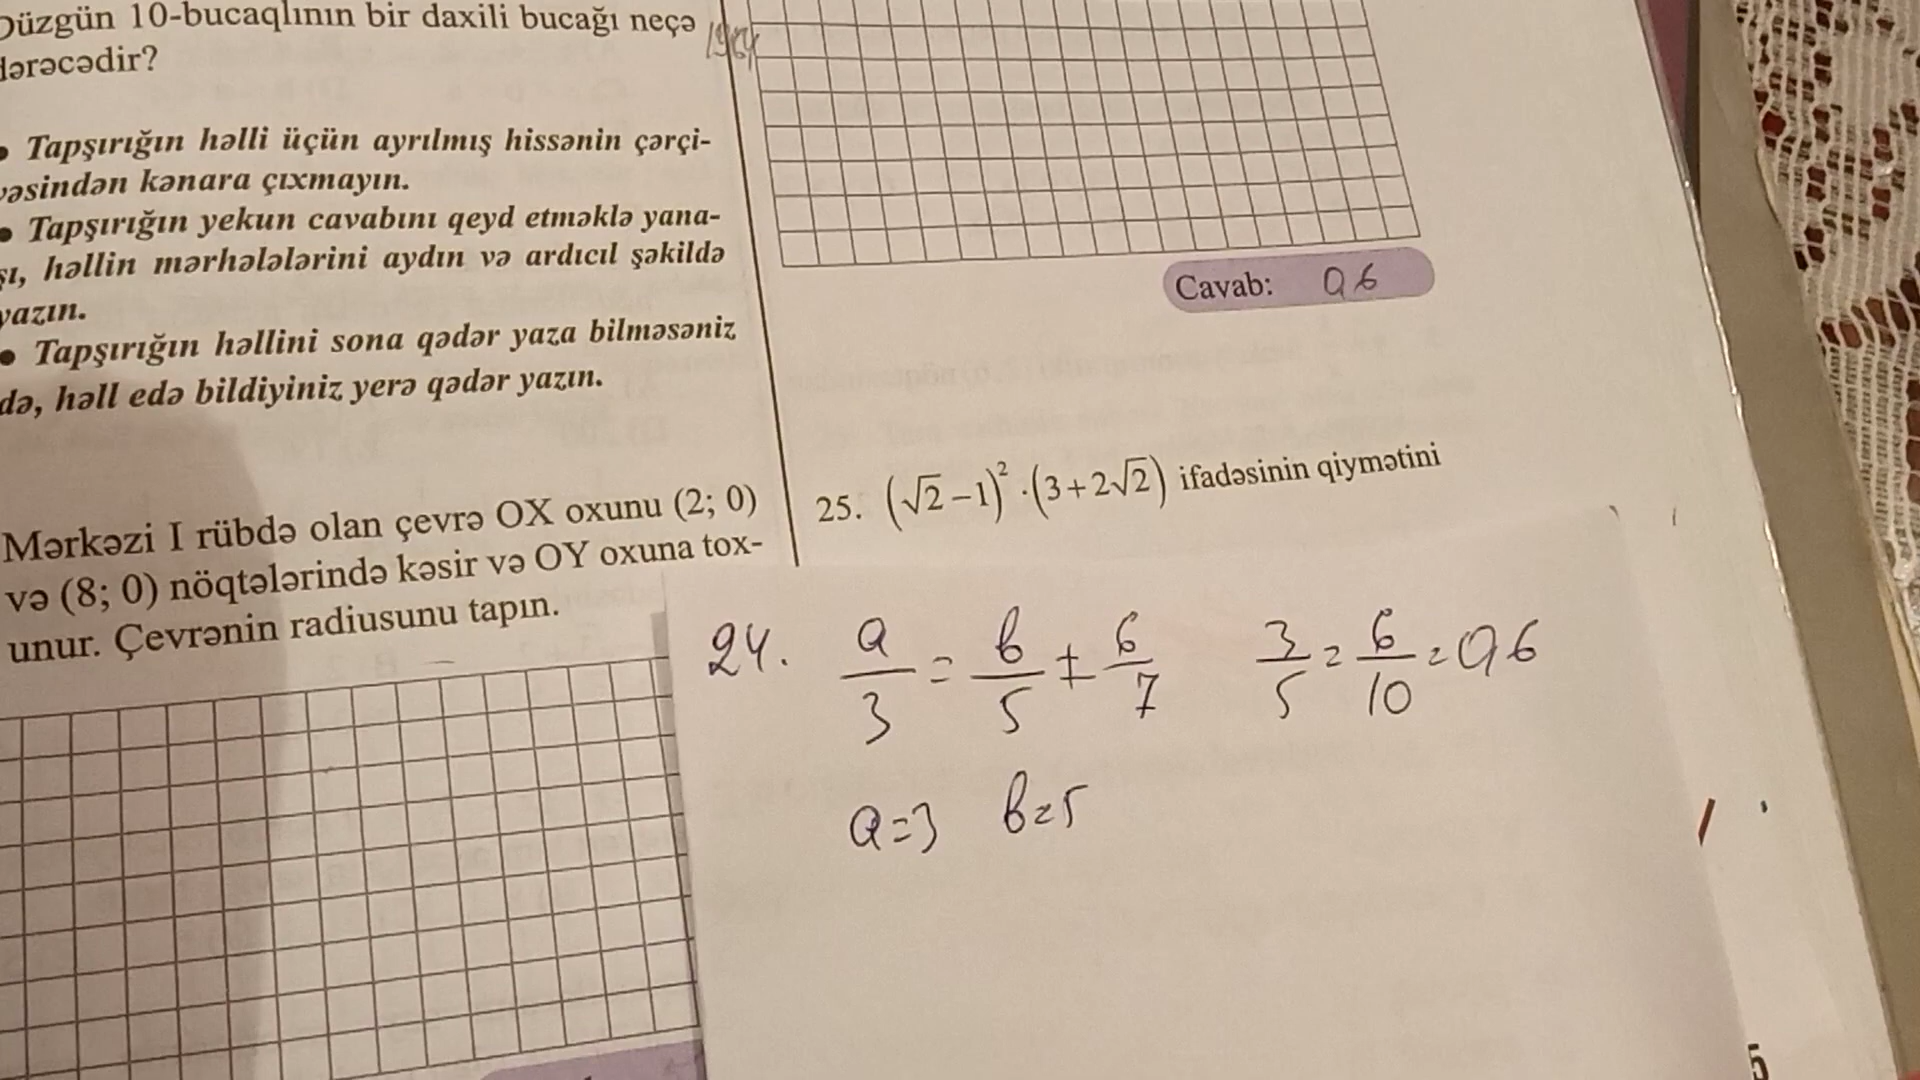 Düzgün 10-bucaqlının bir daxili bucağı neçə
dərəcədir?
• Tapşırığın həlli üçün ayrılmış hissənin çərçi-
vəsindən kənara çıxmayın.
• Tapşırığın yekun cavabını qeyd etməklə yana-
şı, həllin mərhələlərini aydın və ardıcıl şəkildə
yazın.
• Tapşırığın həllini sona qədər yaza bilməsəniz
də, həll edə bildiyiniz yerə qədər yazın.
Mərkəzi I rübdə olan çevrə OX oxunu (2; 0)
və (8; 0) nöqtələrində kəsir və OY oxuna tox-
unur. Çevrənin radiusunu tapın.
Cavab: 0,6
25. (√2 − 1)² · (3 + 2√2) ifadəsinin qiymətini
24. a/3 = b/5 + 6/7 3/5 = 6/10 = 0,6
a=3 b=5
5